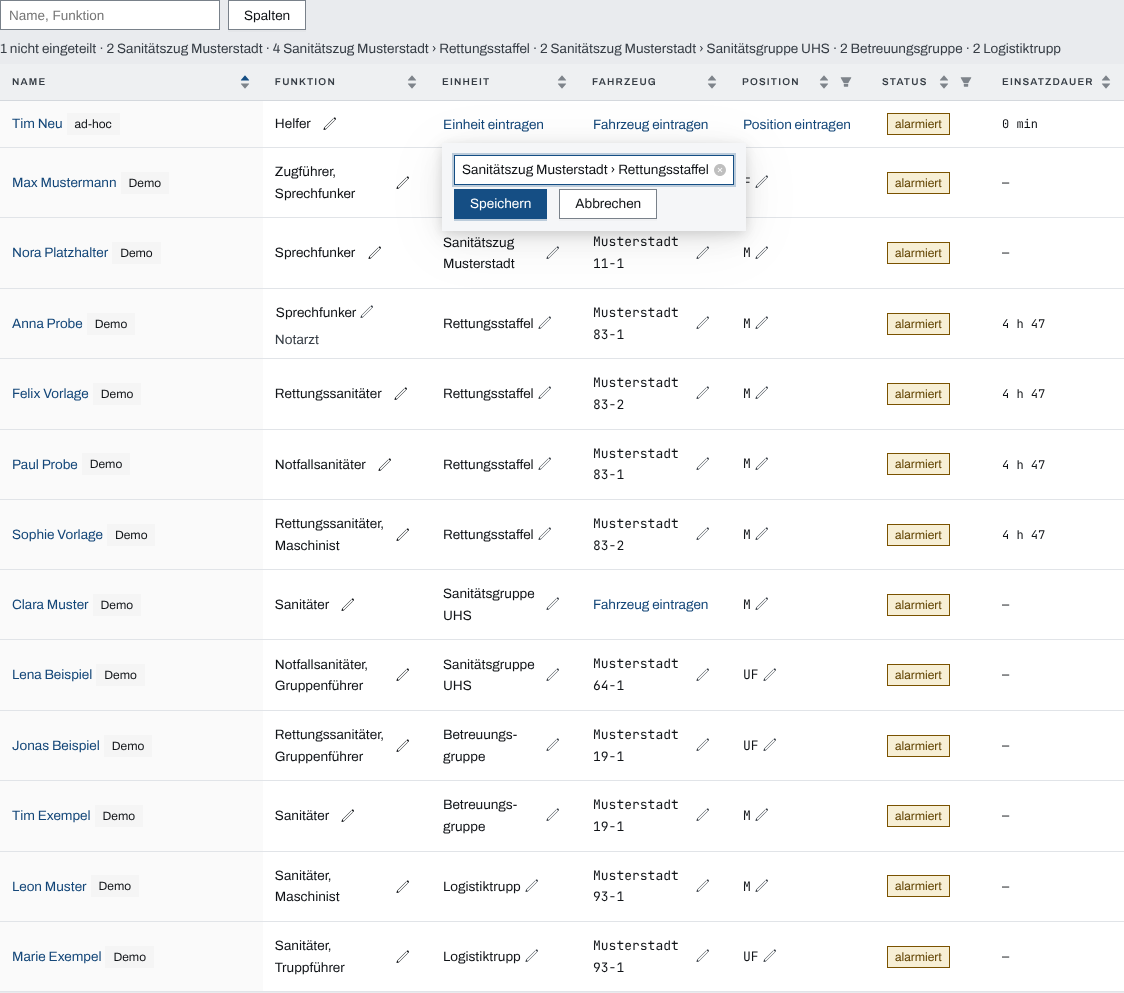 Name, Funktion
Spalten
1 nicht eingeteilt · 2 Sanitätszug Musterstadt · 4 Sanitätszug Musterstadt › Rettungsstaffel · 2 Sanitätszug Musterstadt › Sanitätsgruppe UHS · 2 Betreuungsgruppe · 2 Logistiktrupp
NAME FUNKTION EINHEIT FAHRZEUG POSITION STATUS EINSATZDAUER
Tim Neu ad-hoc Helfer Einheit eintragen Fahrzeug eintragen Position eintragen alarmiert 0 min
Sanitätszug Musterstadt › Rettungsstaffel
Speichern Abbrechen
Max Mustermann Demo Zugführer, alarmiert –
Sprechfunker
Nora Platzhalter Demo Sprechfunker Sanitätszug Musterstadt M alarmiert –
Musterstadt 11-1
Anna Probe Demo Sprechfunker Rettungsstaffel Musterstadt M alarmiert 4 h 47
Notarzt 83-1
Felix Vorlage Demo Rettungssanitäter Rettungsstaffel Musterstadt M alarmiert 4 h 47
83-2
Paul Probe Demo Notfallsanitäter Rettungsstaffel Musterstadt M alarmiert 4 h 47
83-1
Sophie Vorlage Demo Rettungssanitäter, Rettungsstaffel Musterstadt M alarmiert 4 h 47
Maschinist 83-2
Clara Muster Demo Sanitäter Sanitätsgruppe Fahrzeug eintragen M alarmiert –
UHS
Lena Beispiel Demo Notfallsanitäter, Sanitätsgruppe Musterstadt UF alarmiert –
Gruppenführer UHS 64-1
Jonas Beispiel Demo Rettungssanitäter, Betreuungs- Musterstadt UF alarmiert –
Gruppenführer gruppe 19-1
Tim Exempel Demo Sanitäter Betreuungs- Musterstadt M alarmiert –
gruppe 19-1
Leon Muster Demo Sanitäter, Logistiktrupp Musterstadt M alarmiert –
Maschinist 93-1
Marie Exempel Demo Sanitäter, Logistiktrupp Musterstadt UF alarmiert –
Truppführer 93-1